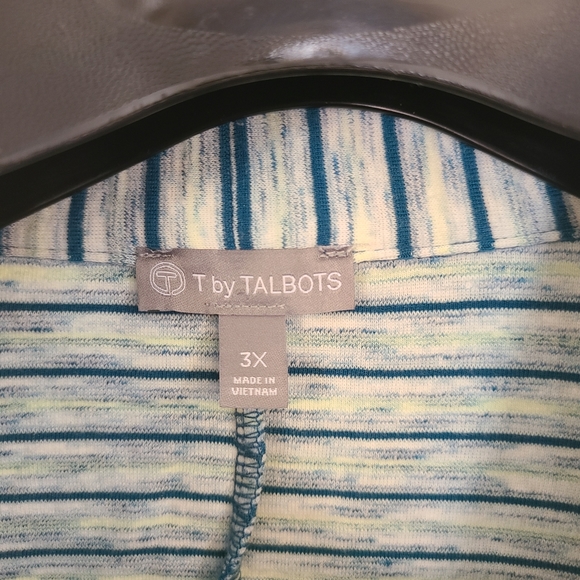 T by TALBOTS
3X
MADE IN
VIETNAM